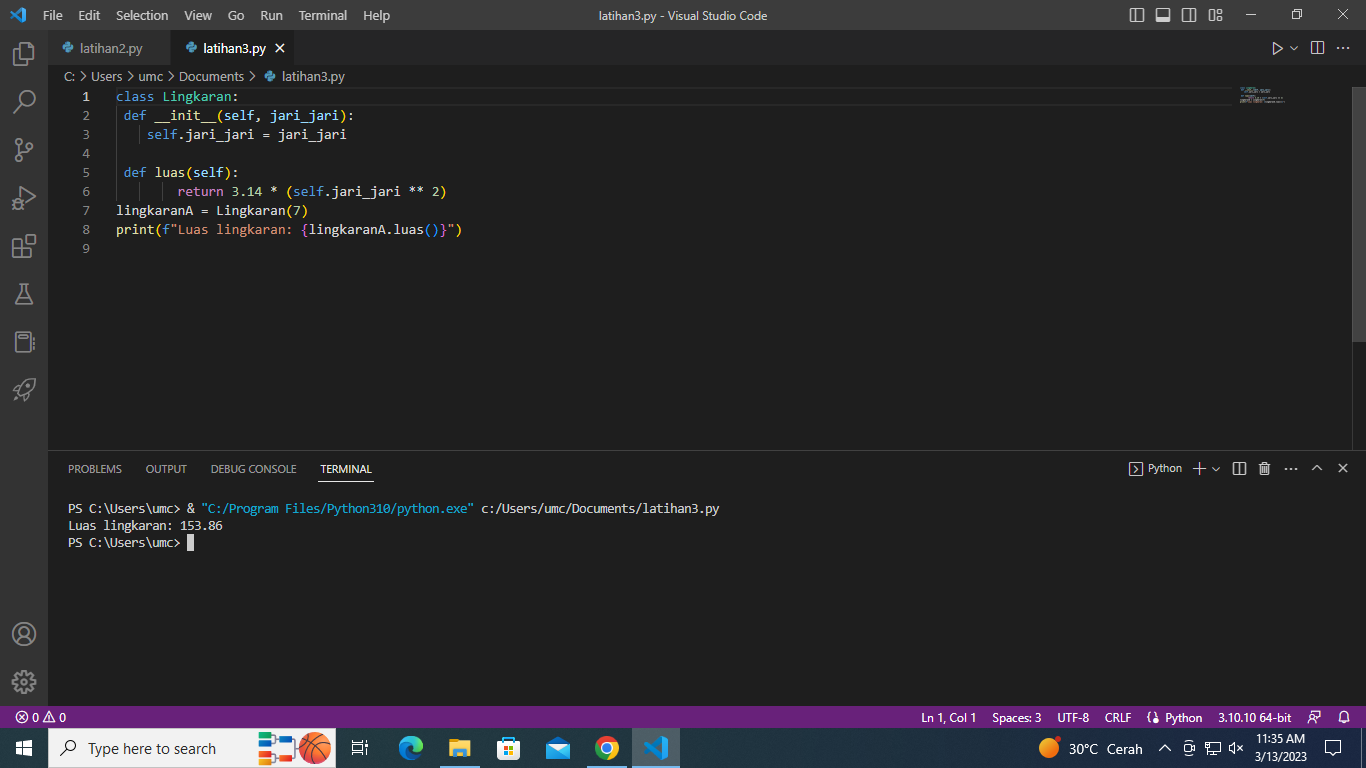 File Edit Selection View Go Run Terminal Help latihan3.py - Visual Studio Code
latihan2.py latihan3.py
C: > Users > umc > Documents > latihan3.py
1 class Lingkaran:
2 def __init__(self, jari_jari):
3 self.jari_jari = jari_jari
4
5 def luas(self):
6 return 3.14 * (self.jari_jari ** 2)
7 lingkaranA = Lingkaran(7)
8 print(f"Luas lingkaran: {lingkaranA.luas()}")
9
PROBLEMS OUTPUT DEBUG CONSOLE TERMINAL Python
PS C:\Users\umc> & "C:/Program Files/Python310/python.exe" c:/Users/umc/Documents/latihan3.py
Luas lingkaran: 153.86
PS C:\Users\umc>
0 0 Ln 1, Col 1 Spaces: 3 UTF-8 CRLF Python 3.10.10 64-bit
Type here to search 30°C Cerah 11:35 AM
3/13/2023